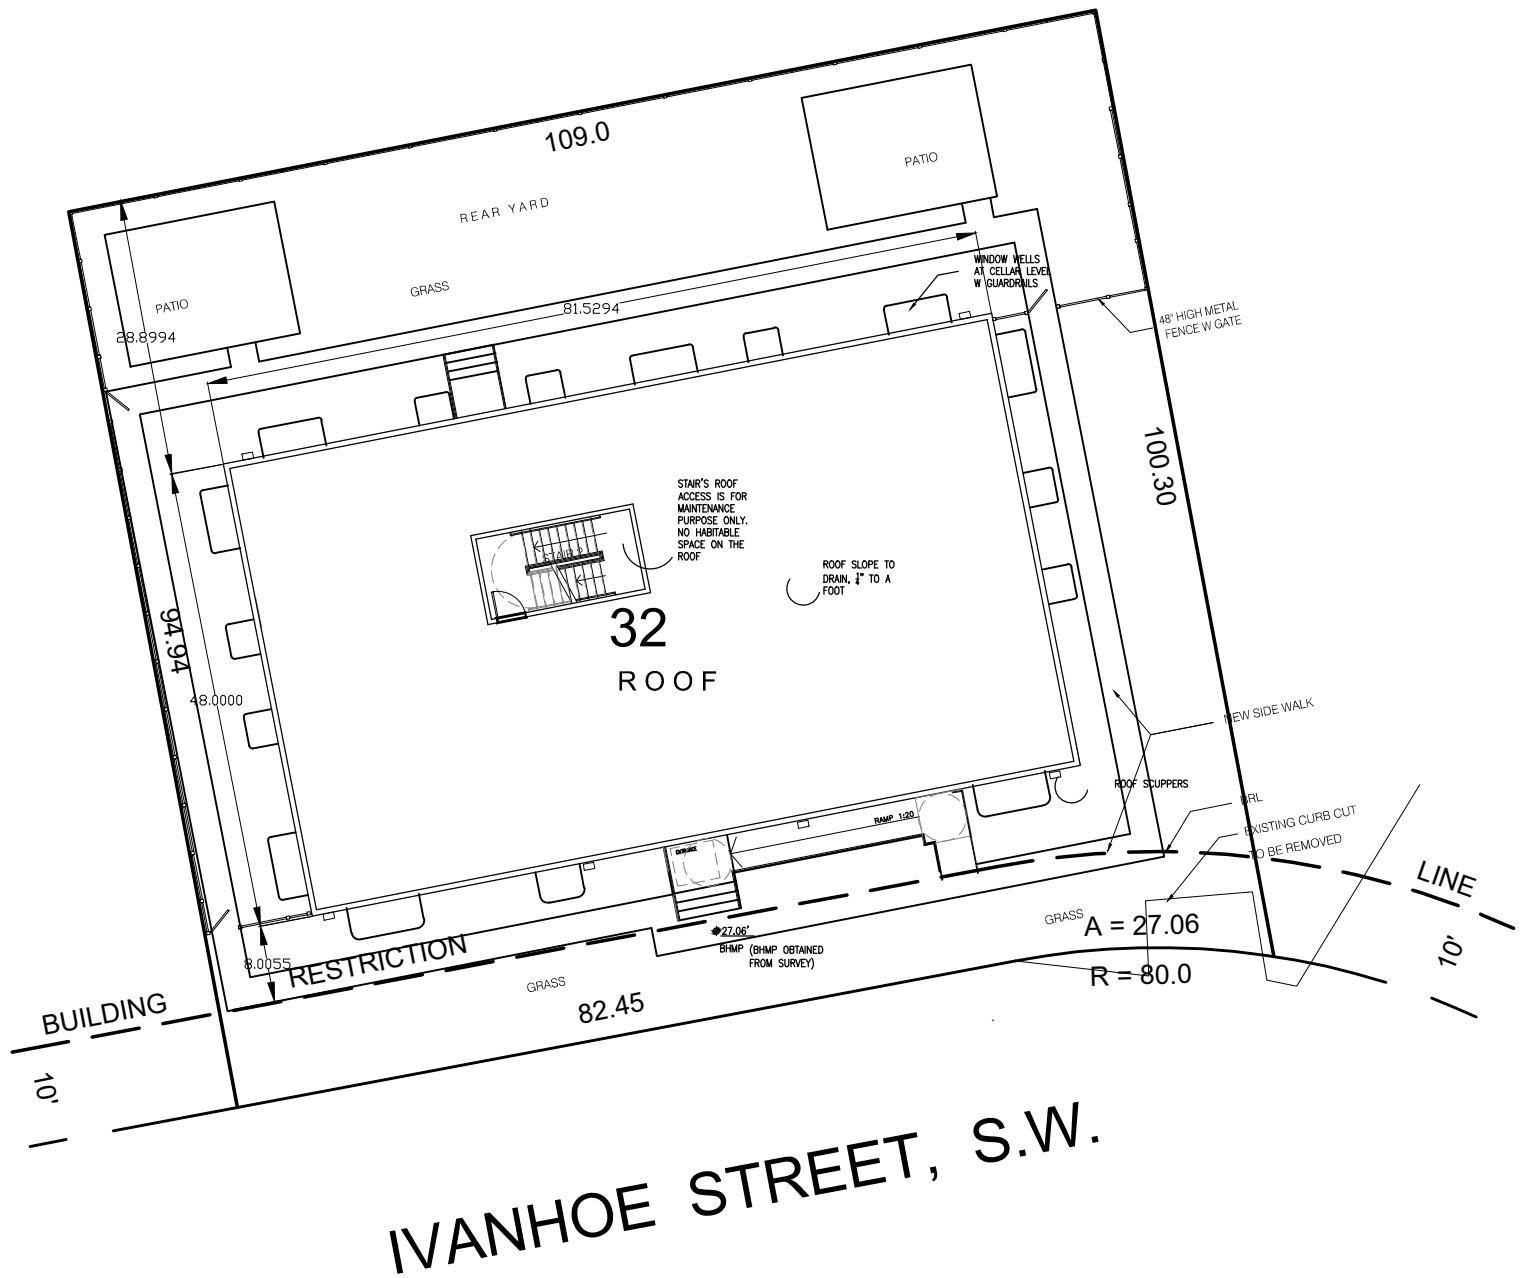 109.0
PATIO
REAR YARD
WINDOW WELLS
AT CELLAR LEVEL
W GUARDRAILS
GRASS
PATIO
81.5294
28.8994
48" HIGH METAL
FENCE W GATE
100.30
STAIR'S ROOF
ACCESS IS FOR
MAINTENANCE
PURPOSE ONLY.
NO HABITABLE
SPACE ON THE
ROOF
STAIR 2
ROOF SLOPE TO
DRAIN, ¼" TO A
FOOT
32
ROOF
94.94
48.0000
NEW SIDE WALK
ROOF SCUPPERS
BRL
EXISTING CURB CUT
TO BE REMOVED
RAMP 1:20
ENTRANCE
LINE
GRASS
A = 27.06
27.06'
BHMP (BHMP OBTAINED
FROM SURVEY)
10'
8.0055
RESTRICTION
R = 80.0
GRASS
82.45
BUILDING
10'
IVANHOE STREET, S.W.